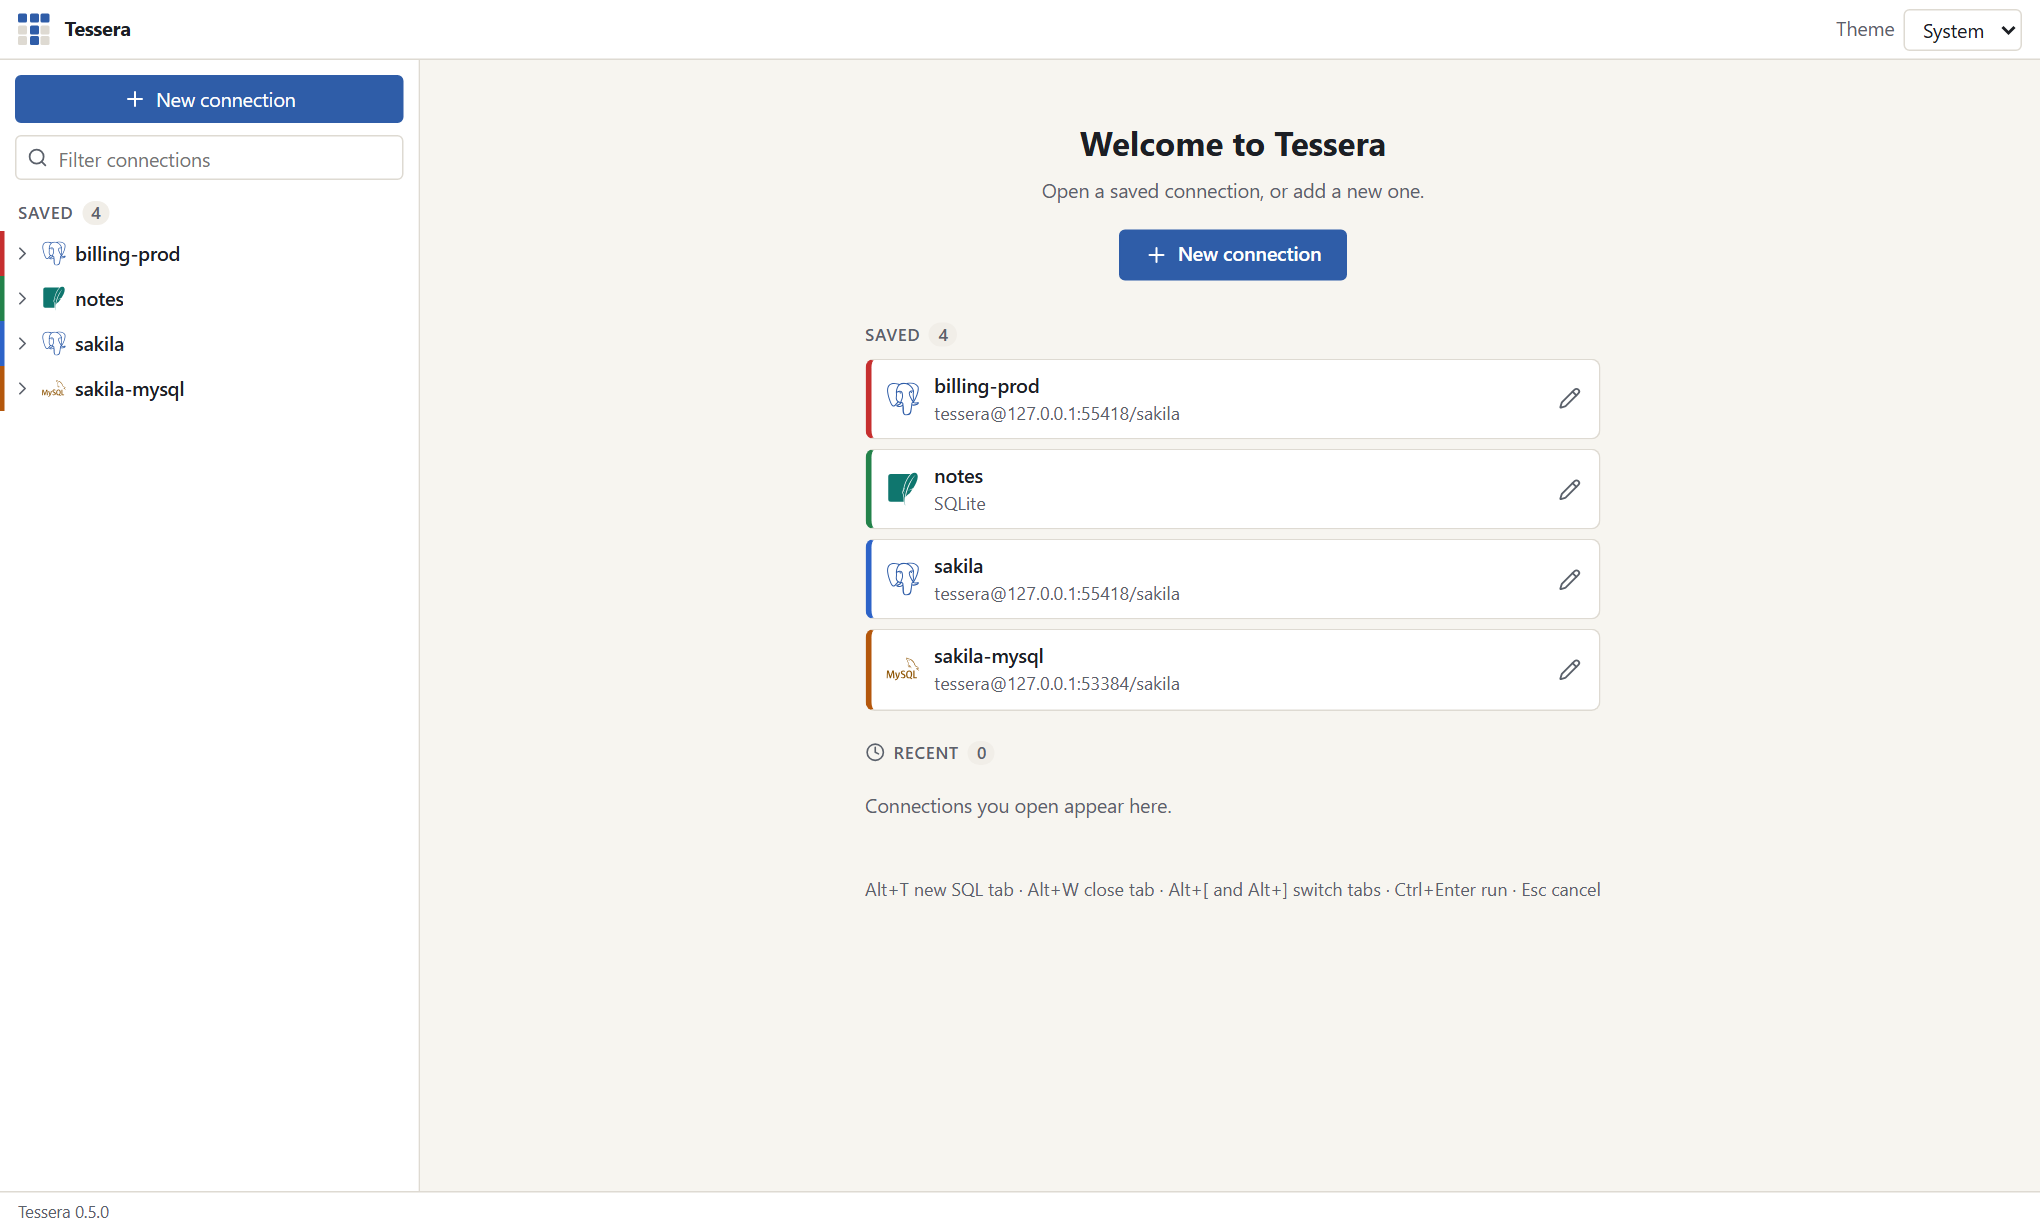 Tessera
Theme
System
New connection
Filter connections
SAVED 4
billing-prod
notes
sakila
MySQL sakila-mysql
Welcome to Tessera
Open a saved connection, or add a new one.
New connection
SAVED 4
billing-prod
tessera@127.0.0.1:55418/sakila
notes
SQLite
sakila
tessera@127.0.0.1:55418/sakila
MySQL
sakila-mysql
tessera@127.0.0.1:53384/sakila
RECENT 0
Connections you open appear here.
Alt+T new SQL tab · Alt+W close tab · Alt+[ and Alt+] switch tabs · Ctrl+Enter run · Esc cancel
Tessera 0.5.0